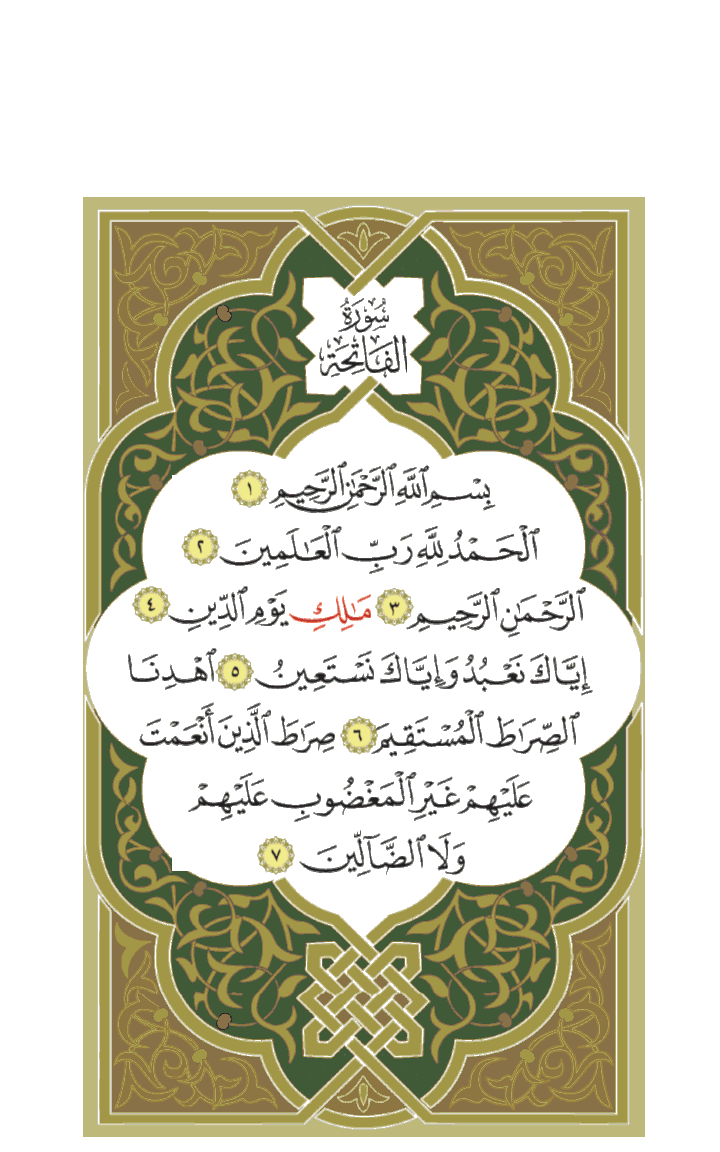 سُورَةُ
الفَاتِحَةِ
بِسْمِ ٱللَّهِ ٱلرَّحْمَٰنِ ٱلرَّحِيمِ ١
ٱلْحَمْدُ لِلَّهِ رَبِّ ٱلْعَٰلَمِينَ ٢
ٱلرَّحْمَٰنِ ٱلرَّحِيمِ ٣ مَٰلِكِ يَوْمِ ٱلدِّينِ ٤
إِيَّاكَ نَعْبُدُ وَإِيَّاكَ نَسْتَعِينُ ٥ ٱهْدِنَا
ٱلصِّرَٰطَ ٱلْمُسْتَقِيمَ ٦ صِرَٰطَ ٱلَّذِينَ أَنْعَمْتَ
عَلَيْهِمْ غَيْرِ ٱلْمَغْضُوبِ عَلَيْهِمْ
وَلَا ٱلضَّآلِّينَ ٧